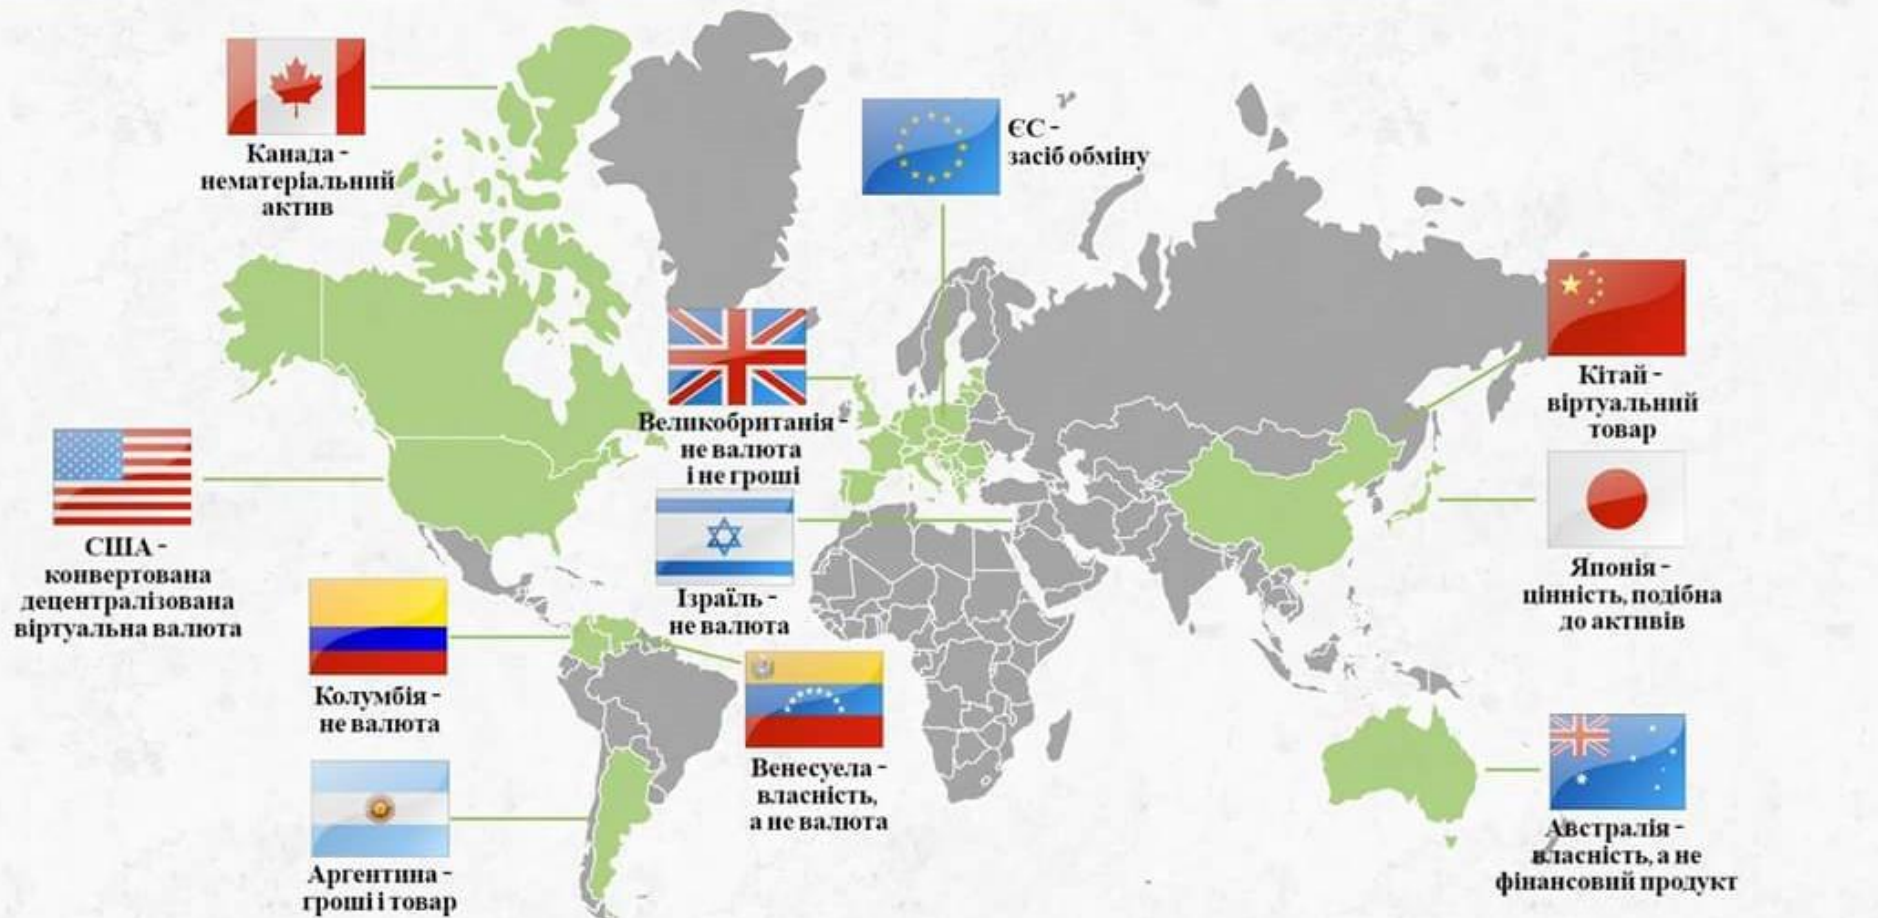 Канада -
нематеріальний
актив
ЄС -
засіб обміну
Великобританія -
не валюта
і не гроші
Кітай -
віртуальний
товар
США -
конвертована
децентралізована
віртуальна валюта
Ізраїль -
не валюта
Японія -
цінність, подібна
до активів
Колумбія -
не валюта
Венесуела -
власність,
а не валюта
Аргентина -
гроші і товар
Австралія -
власність, а не
фінансовий продукт